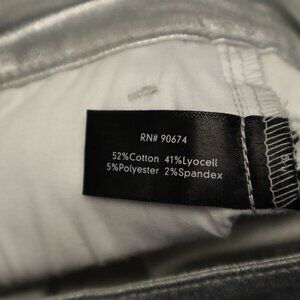 RN# 90674
52%Cotton 41%Lyocell
5%Polyester 2%Spandex